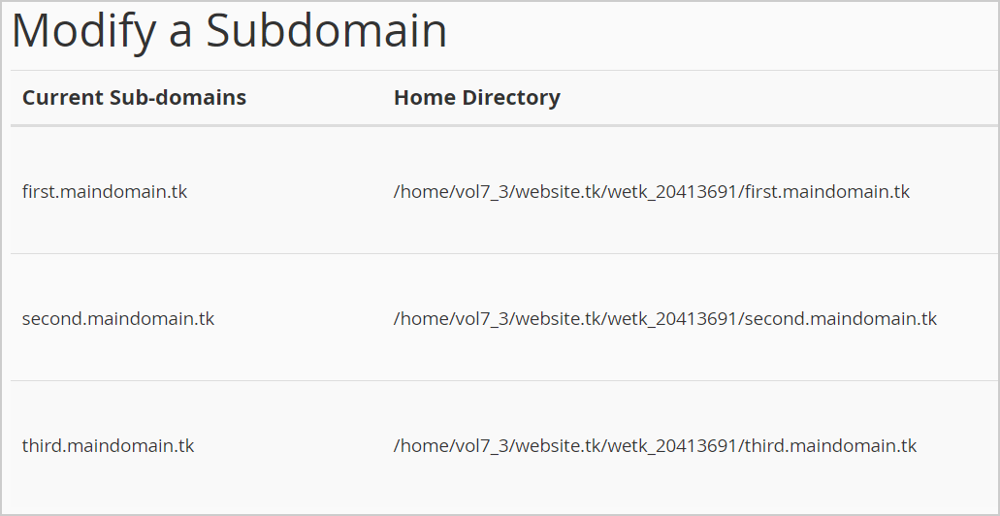 Modify a Subdomain
Current Sub-domains Home Directory
first.maindomain.tk /home/vol7_3/website.tk/wetk_20413691/first.maindomain.tk
second.maindomain.tk /home/vol7_3/website.tk/wetk_20413691/second.maindomain.tk
third.maindomain.tk /home/vol7_3/website.tk/wetk_20413691/third.maindomain.tk